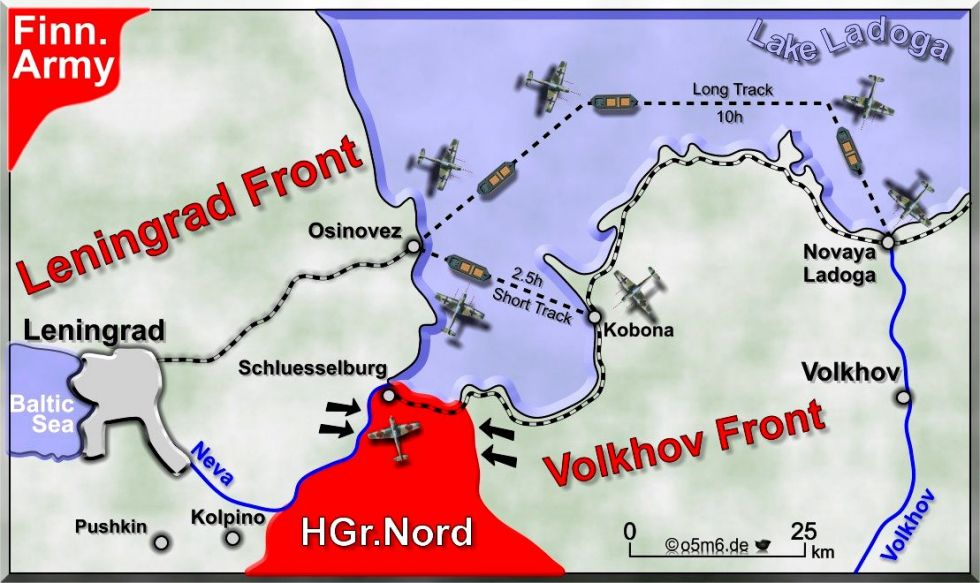 Finn.
Army
Lake Ladoga
Long Track
10h
Leningrad Front
Osinovez
2.5h
Short Track
Novaya
Ladoga
Leningrad
Kobona
Schluesselburg
Volkhov
Baltic
Sea
Volkhov Front
Neva
Pushkin
Kolpino
HGr.Nord
0 25
km
©o5m6.de
Volkhov